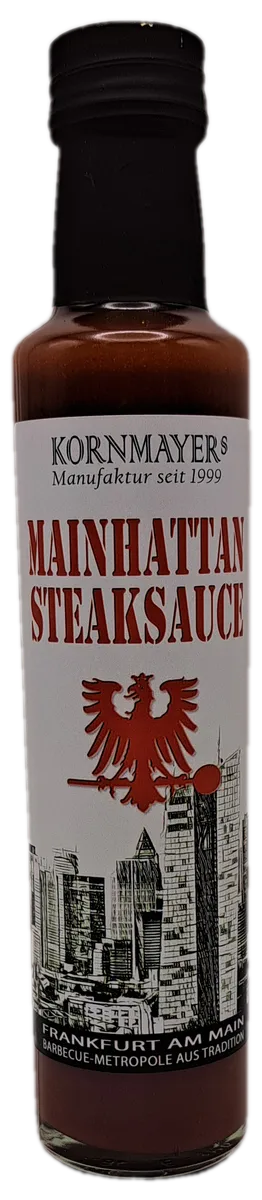 KORNMAYERs
Manufaktur seit 1999
MAINHATTAN
STEAKSAUCE
FRANKFURT AM MAIN
BARBECUE-METROPOLE AUS TRADITION